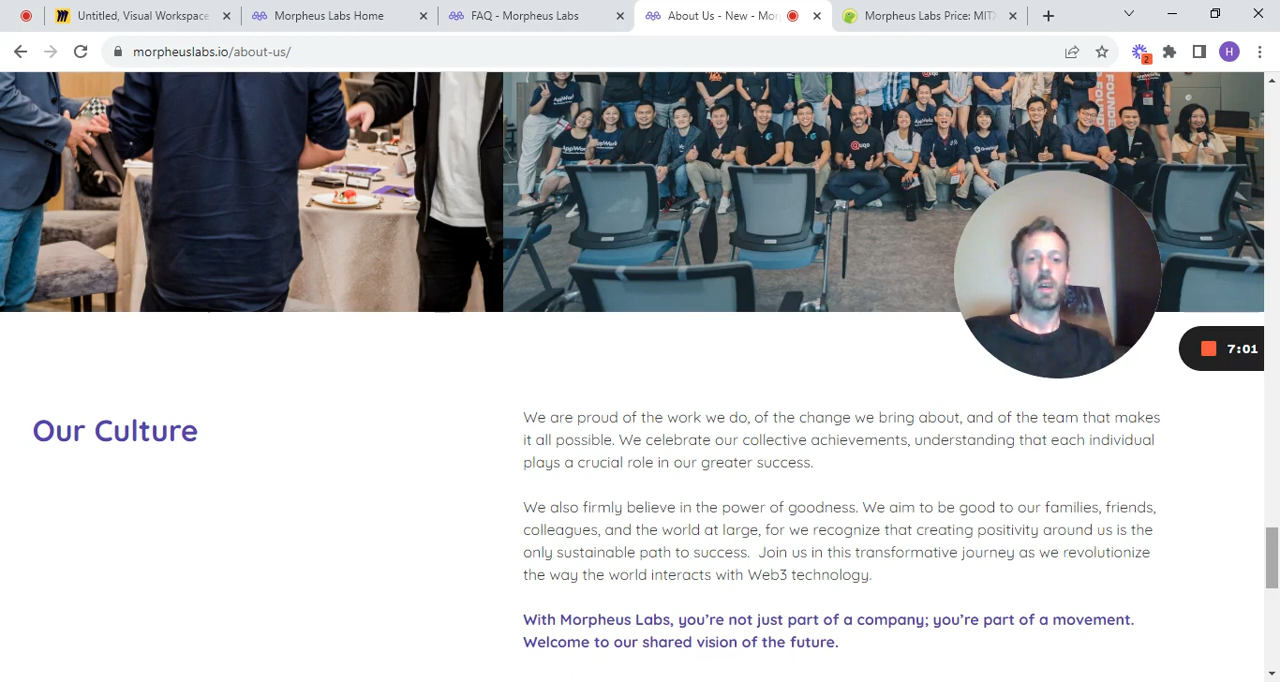 Untitled, Visual Workspace
Morpheus Labs Home
FAQ - Morpheus Labs
About Us - New - Mor
Morpheus Labs Price: MITX
morpheuslabs.io/about-us/
2
H
AppWorks
FOUNDE
7:01
Our Culture
We are proud of the work we do, of the change we bring about, and of the team that makes
it all possible. We celebrate our collective achievements, understanding that each individual
plays a crucial role in our greater success.
We also firmly believe in the power of goodness. We aim to be good to our families, friends,
colleagues, and the world at large, for we recognize that creating positivity around us is the
only sustainable path to success. Join us in this transformative journey as we revolutionize
the way the world interacts with Web3 technology.
With Morpheus Labs, you're not just part of a company; you're part of a movement.
Welcome to our shared vision of the future.